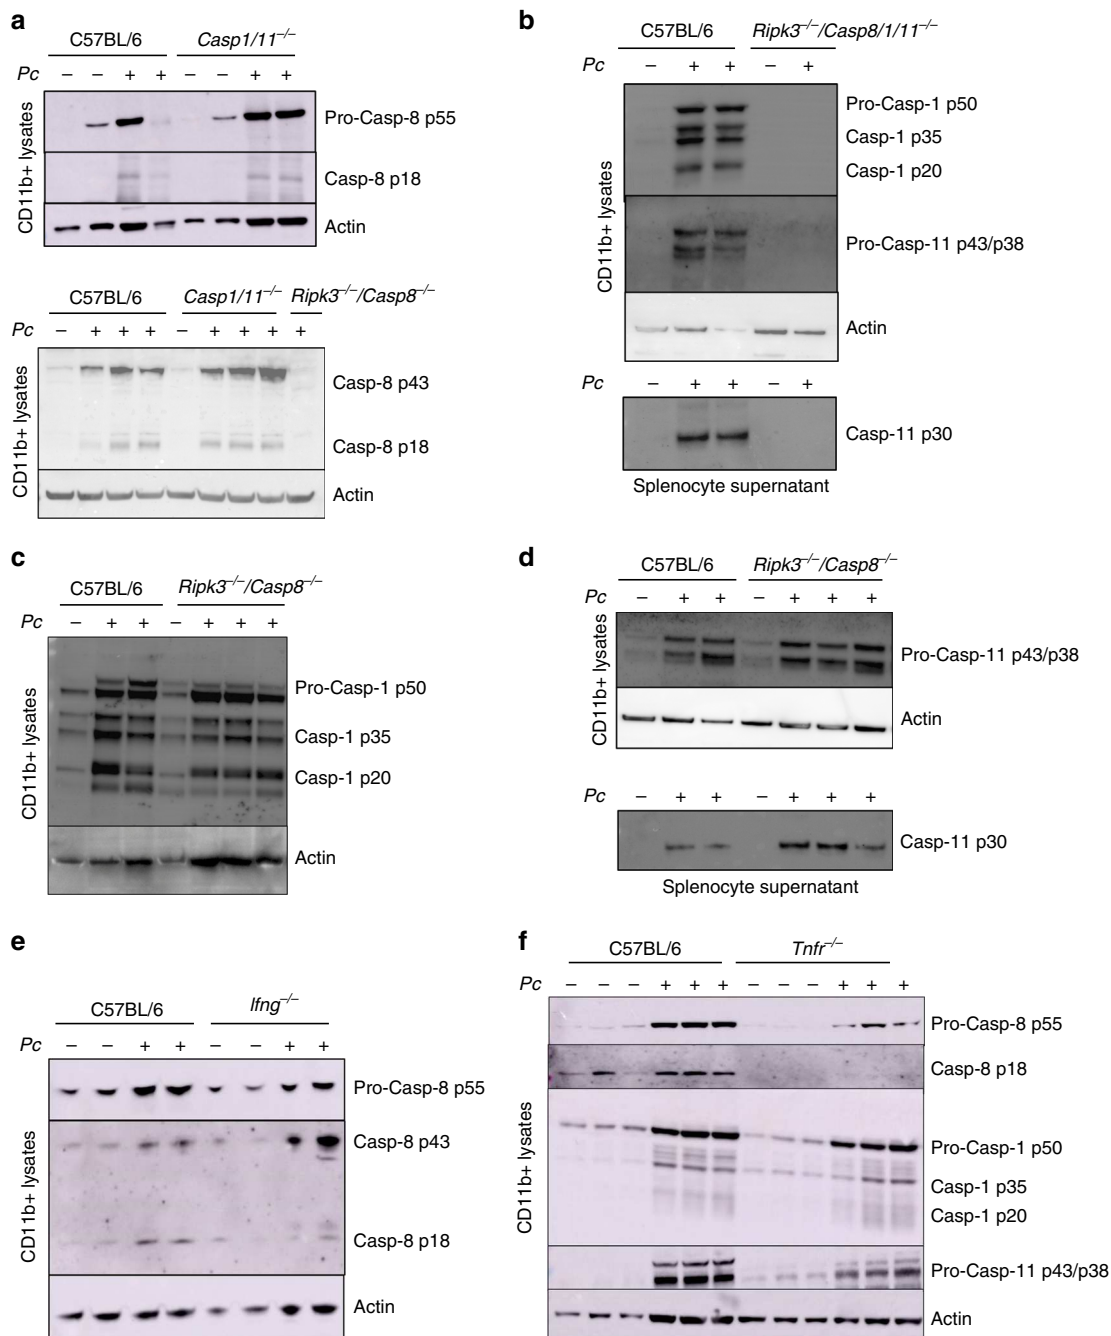 a
C57BL/6 Casp1/11–/–
Pc – – + + – – + +
CD11b+ lysates
Pro-Casp-8 p55
Casp-8 p18
Actin
C57BL/6 Casp1/11–/– Ripk3–/–/Casp8–/–
Pc – + + + – + + + +
CD11b+ lysates
Casp-8 p43
Casp-8 p18
Actin
b
C57BL/6 Ripk3–/–/Casp8/1/11–/–
Pc – + + – +
CD11b+ lysates
Pro-Casp-1 p50
Casp-1 p35
Casp-1 p20
Pro-Casp-11 p43/p38
Actin
Pc – + + – +
Casp-11 p30
Splenocyte supernatant
c
C57BL/6 Ripk3–/–/Casp8–/–
Pc – + + – + + +
CD11b+ lysates
Pro-Casp-1 p50
Casp-1 p35
Casp-1 p20
Actin
d
C57BL/6 Ripk3–/–/Casp8–/–
Pc – + + – + + +
CD11b+ lysates
Pro-Casp-11 p43/p38
Actin
Pc – + + – + + +
Casp-11 p30
Splenocyte supernatant
e
C57BL/6 Ifng–/–
Pc – – + + – – + +
CD11b+ lysates
Pro-Casp-8 p55
Casp-8 p43
Casp-8 p18
Actin
f
C57BL/6 Tnfr–/–
Pc – – – + + + – – – + + +
CD11b+ lysates
Pro-Casp-8 p55
Casp-8 p18
Pro-Casp-1 p50
Casp-1 p35
Casp-1 p20
Pro-Casp-11 p43/p38
Actin